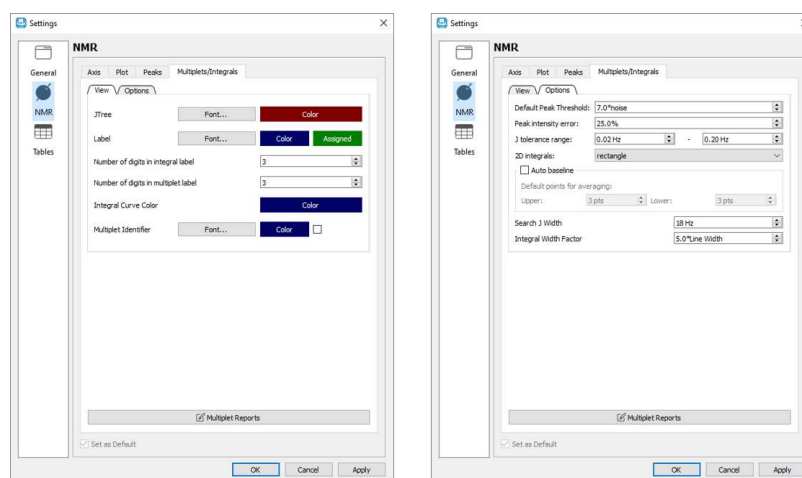 Settings
NMR
General
NMR
Tables
Axis Plot Peaks Multiplets/Integrals
View Options
JTree Font... Color
Label Font... Color Assigned
Number of digits in integral label 3
Number of digits in multiplet label 3
Integral Curve Color Color
Multiplet Identifier Font... Color
Multiplet Reports
Set as Default
OK Cancel Apply
Settings
NMR
General
NMR
Tables
Axis Plot Peaks Multiplets/Integrals
View Options
Default Peak Threshold: 7.0*noise
Peak intensity error: 25.0%
J tolerance range: 0.02 Hz - 0.20 Hz
2D integrals: rectangle
Auto baseline
Default points for averaging:
Upper: 3 pts Lower: 3 pts
Search J Width 18 Hz
Integral Width Factor 5.0*Line Width
Multiplet Reports
Set as Default
OK Cancel Apply